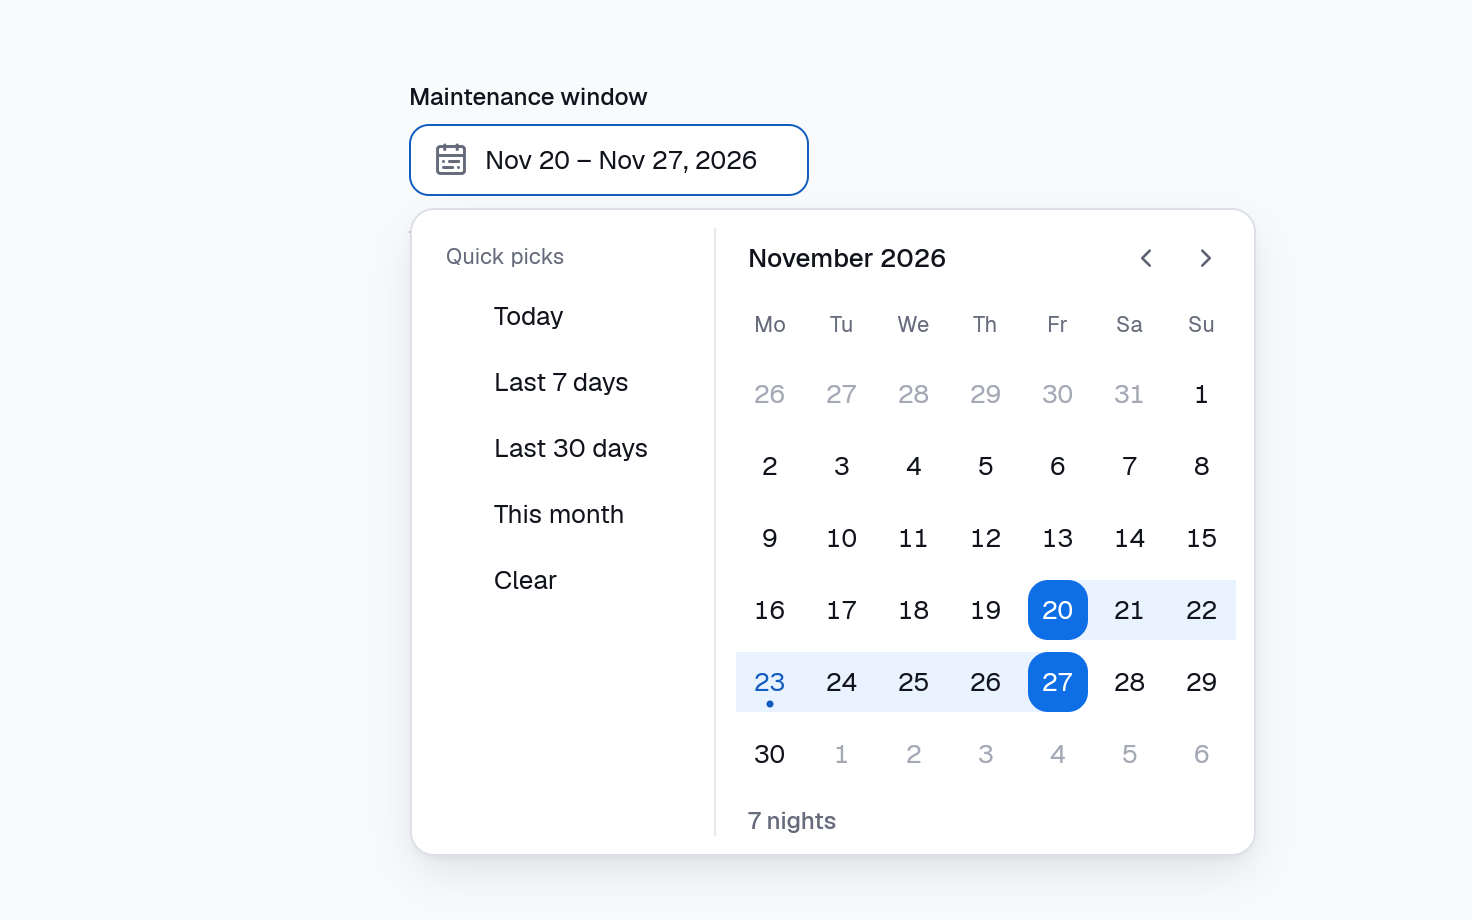 Maintenance window
Nov 20 – Nov 27, 2026
Quick picks
Today
Last 7 days
Last 30 days
This month
Clear
November 2026
Mo Tu We Th Fr Sa Su
26 27 28 29 30 31 1
2 3 4 5 6 7 8
9 10 11 12 13 14 15
16 17 18 19 20 21 22
23 24 25 26 27 28 29
30 1 2 3 4 5 6
7 nights